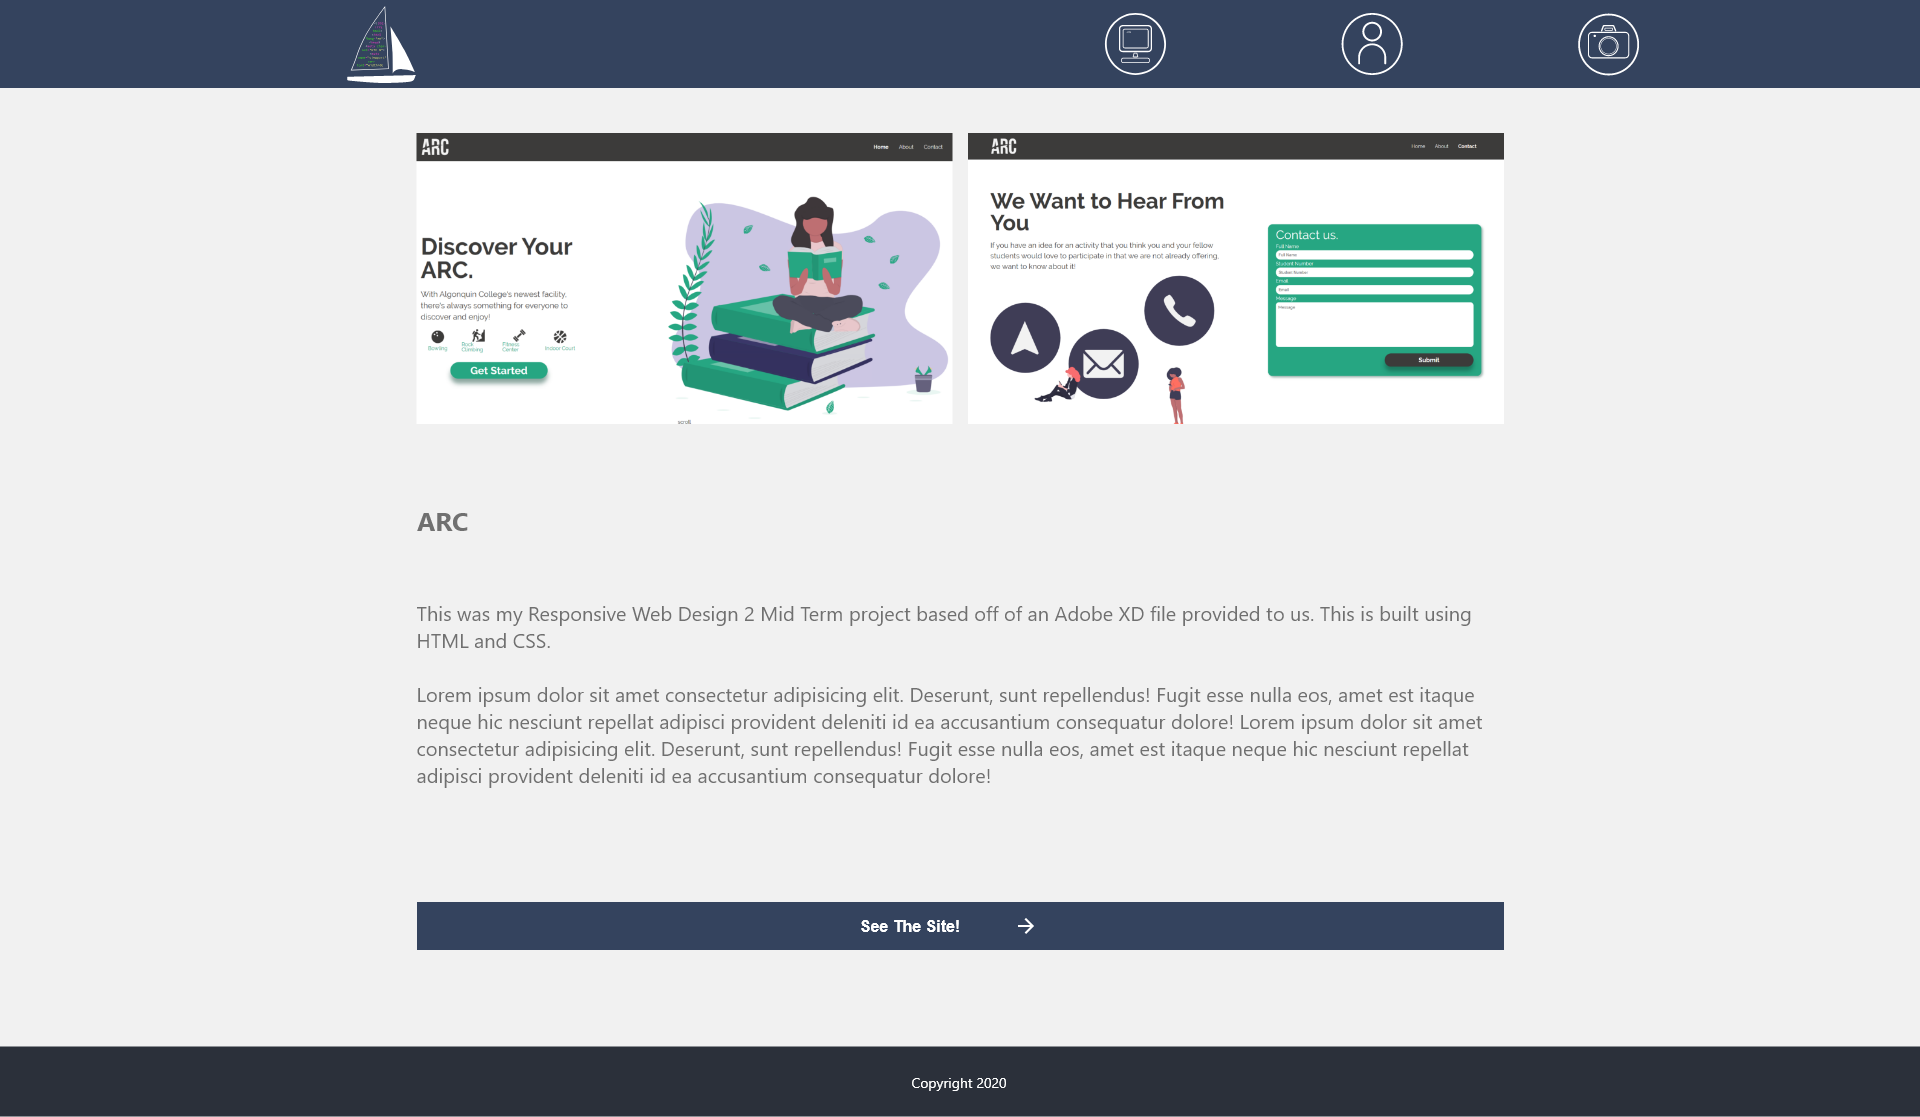 ARC
Home About Contact
Discover Your
ARC.
With Algonquin College's newest facility,
there's always something for everyone to
discover and enjoy!
Bowling
Rock
Climbing
Fitness
Center
Indoor Court
Get Started
scroll
ARC
Home About Contact
We Want to Hear From
You
If you have an idea for an activity that you think you and your fellow
students would love to participate in that we are not already offering,
we want to know about it!
Contact us.
Full Name
Full Name
Student Number
Student Number
Email
Email
Message
Message
Submit
ARC
This was my Responsive Web Design 2 Mid Term project based off of an Adobe XD file provided to us. This is built using
HTML and CSS.
Lorem ipsum dolor sit amet consectetur adipisicing elit. Deserunt, sunt repellendus! Fugit esse nulla eos, amet est itaque
neque hic nesciunt repellat adipisci provident deleniti id ea accusantium consequatur dolore! Lorem ipsum dolor sit amet
consectetur adipisicing elit. Deserunt, sunt repellendus! Fugit esse nulla eos, amet est itaque neque hic nesciunt repellat
adipisci provident deleniti id ea accusantium consequatur dolore!
See The Site!
Copyright 2020